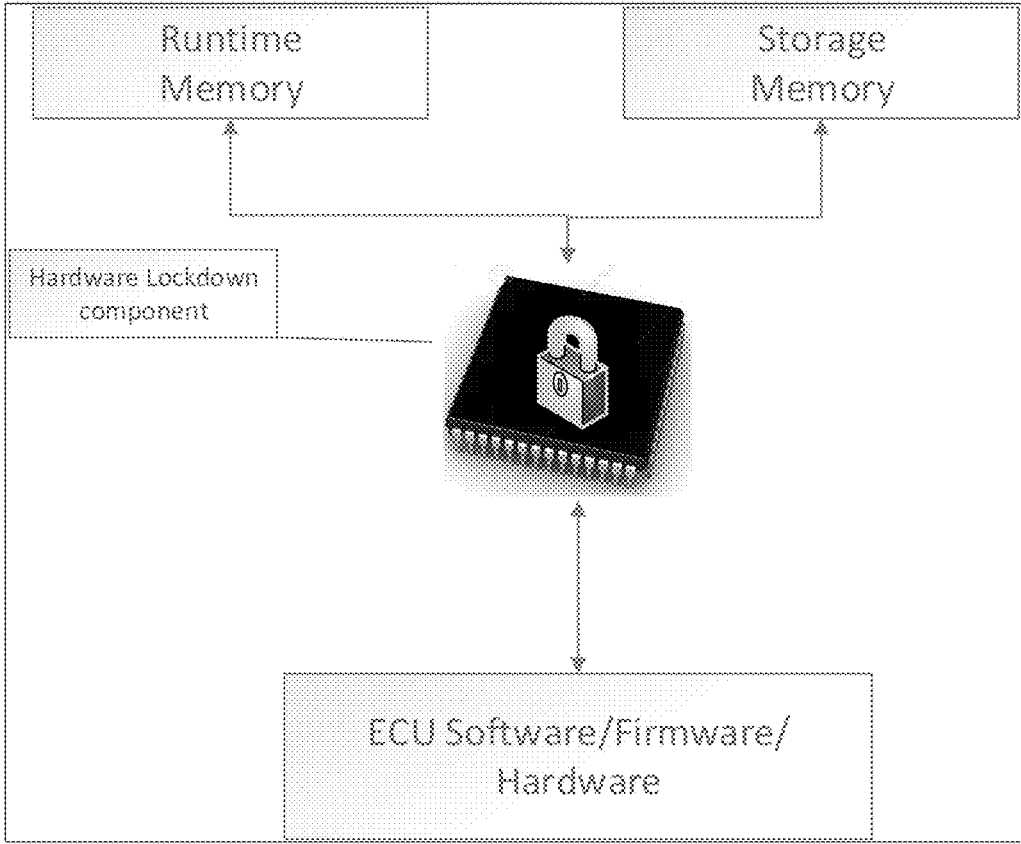 Runtime
Memory
Storage
Memory
Hardware Lockdown
component
ECU Software/Firmware/
Hardware